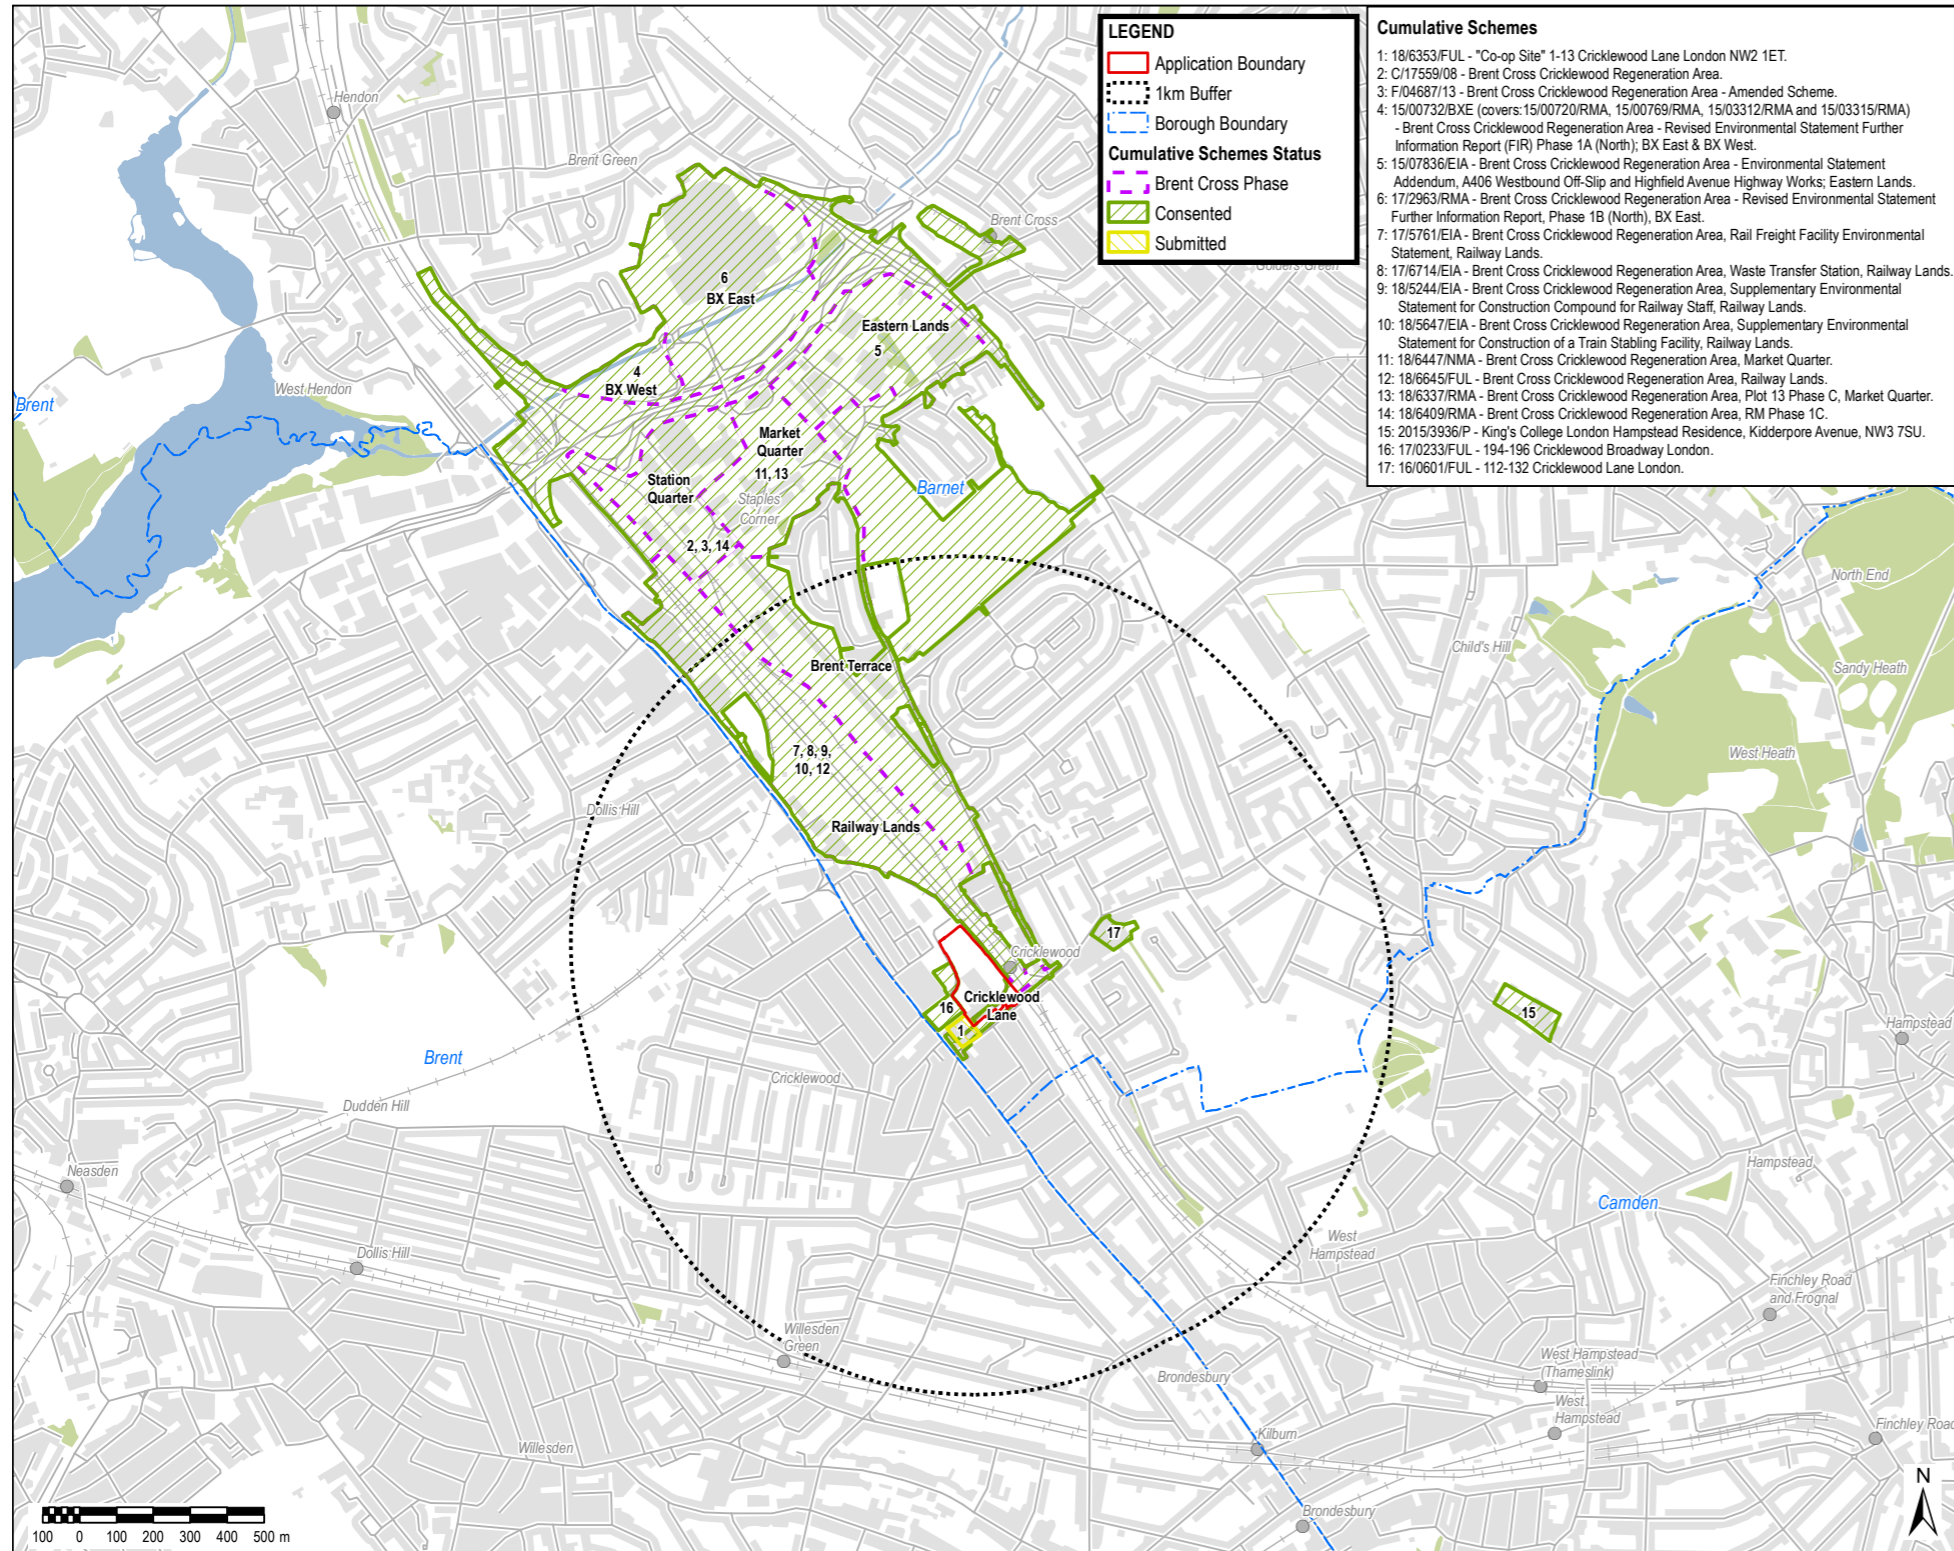 LEGEND
Application Boundary
1km Buffer
Borough Boundary
Cumulative Schemes Status
Brent Cross Phase
Consented
Submitted
Cumulative Schemes
1: 18/6353/FUL - "Co-op Site" 1-13 Cricklewood Lane London NW2 1ET.
2: C/17559/08 - Brent Cross Cricklewood Regeneration Area.
3: F/04687/13 - Brent Cross Cricklewood Regeneration Area - Amended Scheme.
4: 15/00732/BXE (covers:15/00720/RMA, 15/00769/RMA, 15/03312/RMA and 15/03315/RMA)
- Brent Cross Cricklewood Regeneration Area - Revised Environmental Statement Further
Information Report (FIR) Phase 1A (North); BX East & BX West.
5: 15/07836/EIA - Brent Cross Cricklewood Regeneration Area - Environmental Statement
Addendum, A406 Westbound Off-Slip and Highfield Avenue Highway Works; Eastern Lands.
6: 17/2963/RMA - Brent Cross Cricklewood Regeneration Area - Revised Environmental Statement
Further Information Report, Phase 1B (North), BX East.
7: 17/5761/EIA - Brent Cross Cricklewood Regeneration Area, Rail Freight Facility Environmental
Statement, Railway Lands.
8: 17/6714/EIA - Brent Cross Cricklewood Regeneration Area, Waste Transfer Station, Railway Lands.
9: 18/5244/EIA - Brent Cross Cricklewood Regeneration Area, Supplementary Environmental
Statement for Construction Compound for Railway Staff, Railway Lands.
10: 18/5647/EIA - Brent Cross Cricklewood Regeneration Area, Supplementary Environmental
Statement for Construction of a Train Stabling Facility, Railway Lands.
11: 18/6447/NMA - Brent Cross Cricklewood Regeneration Area, Market Quarter.
12: 18/6645/FUL - Brent Cross Cricklewood Regeneration Area, Railway Lands.
13: 18/6337/RMA - Brent Cross Cricklewood Regeneration Area, Plot 13 Phase C, Market Quarter.
14: 18/6409/RMA - Brent Cross Cricklewood Regeneration Area, RM Phase 1C.
15: 2015/3936/P - King's College London Hampstead Residence, Kidderpore Avenue, NW3 7SU.
16: 17/0233/FUL - 194-196 Cricklewood Broadway London.
17: 16/0601/FUL - 112-132 Cricklewood Lane London.
Hendon
Brent Green
Brent Cross
Golders Green
6
BX East
Eastern Lands
5
4
BX West
West Hendon
Brent
Market
Quarter
11, 13
Station
Quarter
Staples
Corner
Barnet
2, 3, 14
North End
Child's Hill
Sandy Heath
Brent Terrace
West Heath
7, 8, 9,
10, 12
Dollis Hill
Railway Lands
17
Cricklewood
Cricklewood
Lane
16
1
15
Hampstead
Brent
Cricklewood
Dudden Hill
Neasden
Hampstead
Camden
West
Hampstead
Dollis Hill
Finchley Road
and Frognal
Willesden
Green
West Hampstead
(Thameslink)
Brondesbury
West
Hampstead
Finchley Road
Kilburn
Willesden
Brondesbury
N
100 0 100 200 300 400 500 m